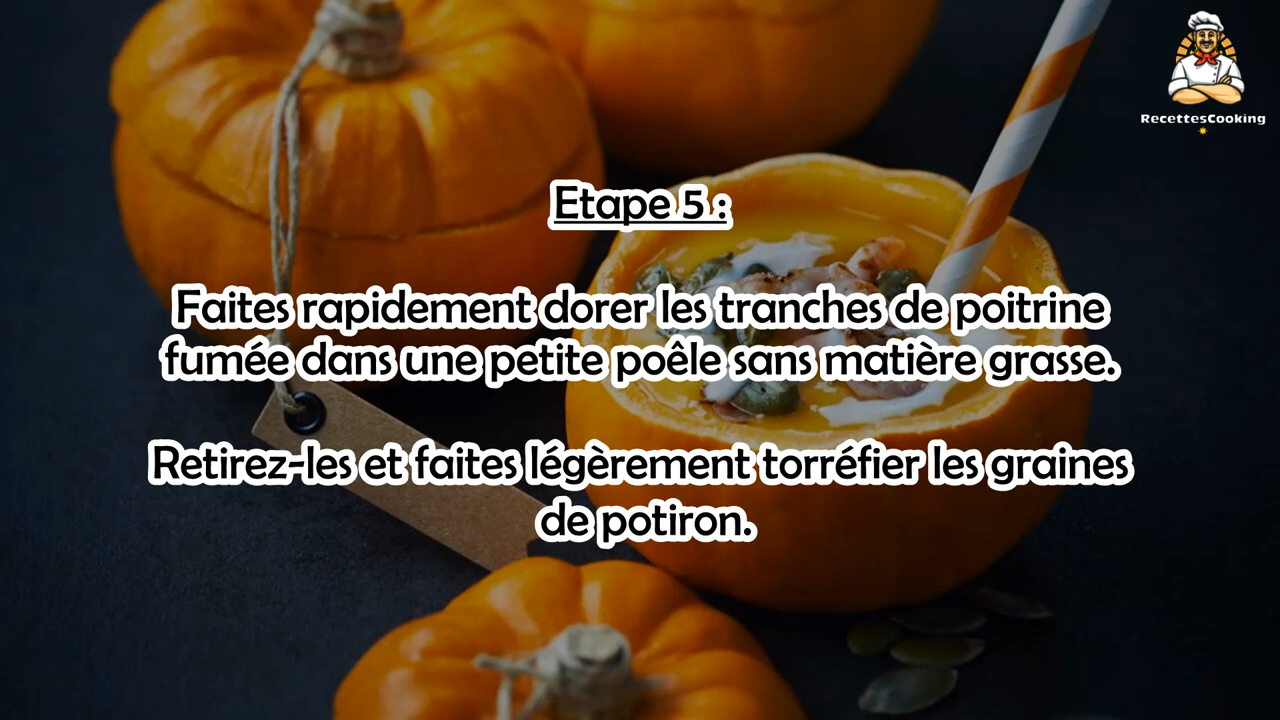 RecettesCooking
Etape 5 :
Faites rapidement dorer les tranches de poitrine
fumée dans une petite poêle sans matière grasse.
Retirez-les et faites légèrement torréfier les graines
de potiron.